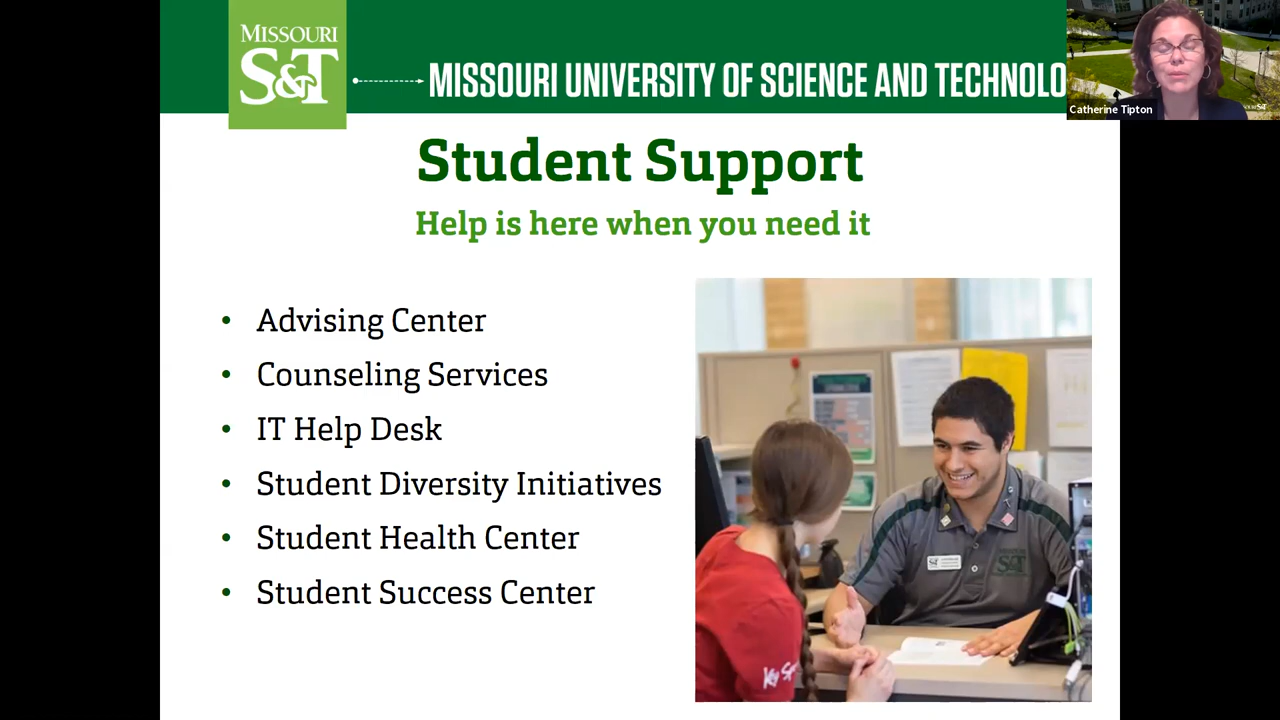 MISSOURI
S&T
MISSOURI UNIVERSITY OF SCIENCE AND TECHNOLO
Catherine Tipton
Student Support
Help is here when you need it
• Advising Center
• Counseling Services
• IT Help Desk
• Student Diversity Initiatives
• Student Health Center
• Student Success Center
S&T
MISSOURI
S&T